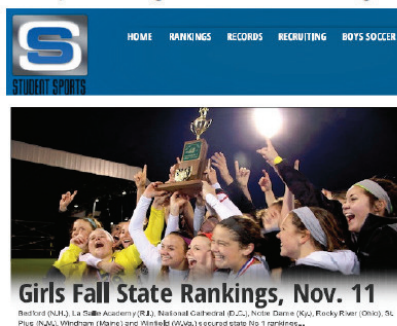 S
HOME RANKINGS RECORDS RECRUITING BOYS SOCCER
STUDENT SPORTS
Girls Fall State Rankings, Nov. 11
Bedford (N.H.), La Salle Academy (R.I.), National Cathedral (D.C.), Notre Dame (Ky.), Rocky River (Ohio), St.
Pius (N.M.), Windham (Maine) and Winfield (W.Va.) secured state No 1 rankings...